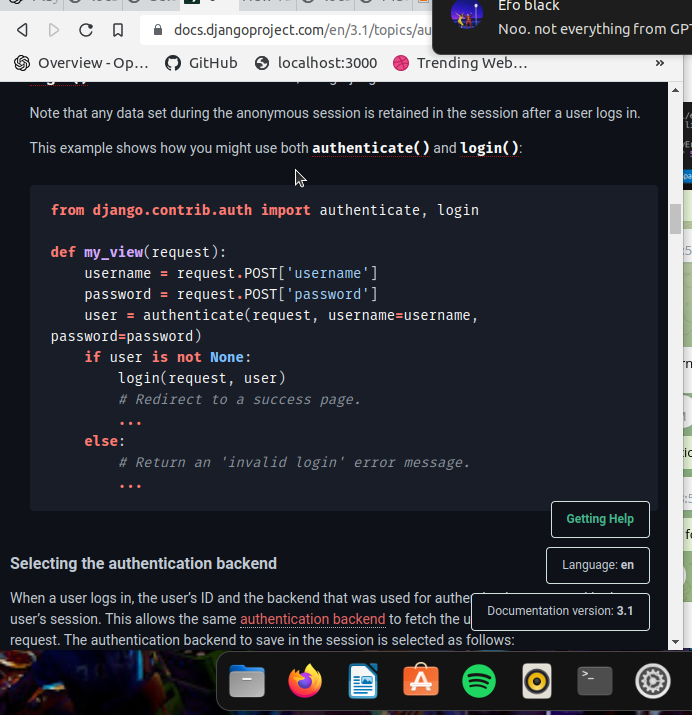 Efo black
docs.djangoproject.com/en/3.1/topics/au
Noo. not everything from GPT
Overview - Op…
GitHub
localhost:3000
Trending Web…
»
Note that any data set during the anonymous session is retained in the session after a user logs in.
This example shows how you might use both authenticate() and login():
from django.contrib.auth import authenticate, login
def my_view(request):
username = request.POST['username']
password = request.POST['password']
user = authenticate(request, username=username,
password=password)
if user is not None:
login(request, user)
# Redirect to a success page.
...
else:
# Return an 'invalid login' error message.
...
Getting Help
Selecting the authentication backend
Language: en
When a user logs in, the user's ID and the backend that was used for
Documentation version: 3.1
user's session. This allows the same authentication backend to fetch the
request. The authentication backend to save in the session is selected as follows: